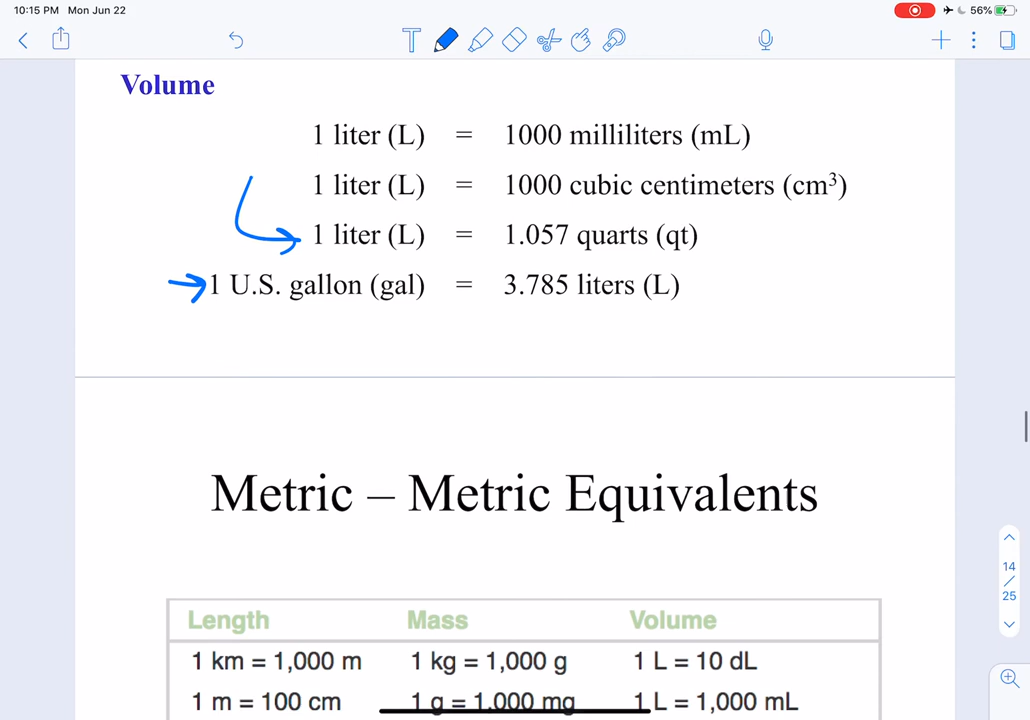 10:15 PM Mon Jun 22 56%
T
Volume
1 liter (L) = 1000 milliliters (mL)
1 liter (L) = 1000 cubic centimeters (cm³)
1 liter (L) = 1.057 quarts (qt)
1 U.S. gallon (gal) = 3.785 liters (L)
Metric – Metric Equivalents
14
/
25
Length Mass Volume
1 km = 1,000 m 1 kg = 1,000 g 1 L = 10 dL
1 m = 100 cm 1 g = 1,000 mg 1 L = 1,000 mL